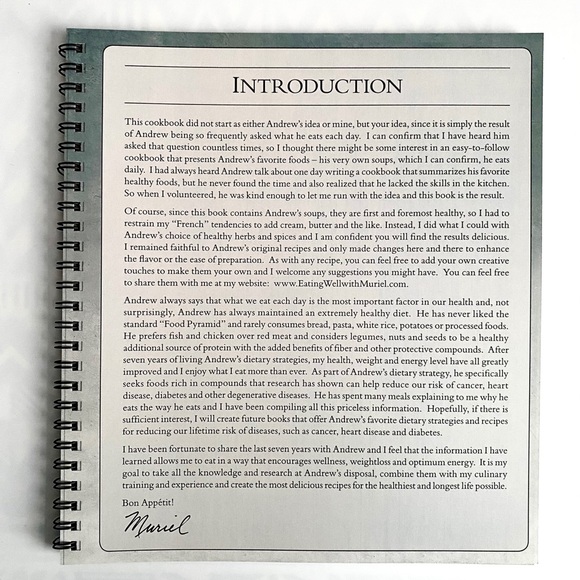 INTRODUCTION
This cookbook did not start as either Andrew's idea or mine, but your idea, since it is simply the result
of Andrew being so frequently asked what he eats each day. I can confirm that I have heard him
asked that question countless times, so I thought there might be some interest in an easy-to-follow
cookbook that presents Andrew's favorite foods – his very own soups, which I can confirm, he eats
daily. I had always heard Andrew talk about one day writing a cookbook that summarizes his favorite
healthy foods, but he never found the time and also realized that he lacked the skills in the kitchen.
So when I volunteered, he was kind enough to let me run with the idea and this book is the result.
Of course, since this book contains Andrew's soups, they are first and foremost healthy, so I had to
restrain my "French" tendencies to add cream, butter and the like. Instead, I did what I could with
Andrew's choice of healthy herbs and spices and I am confident you will find the results delicious.
I remained faithful to Andrew's original recipes and only made changes here and there to enhance
the flavor or the ease of preparation. As with any recipe, you can feel free to add your own creative
touches to make them your own and I welcome any suggestions you might have. You can feel free
to share them with me at my website: www.EatingWellwithMuriel.com.
Andrew always says that what we eat each day is the most important factor in our health and, not
surprisingly, Andrew has always maintained an extremely healthy diet. He has never liked the
standard "Food Pyramid" and rarely consumes bread, pasta, white rice, potatoes or processed foods.
He prefers fish and chicken over red meat and considers legumes, nuts and seeds to be a healthy
additional source of protein with the added benefits of fiber and other protective compounds. After
seven years of living Andrew's dietary strategies, my health, weight and energy level have all greatly
improved and I enjoy what I eat more than ever. As part of Andrew's dietary strategy, he specifically
seeks foods rich in compounds that research has shown can help reduce our risk of cancer, heart
disease, diabetes and other degenerative diseases. He has spent many meals explaining to me why he
eats the way he eats and I have been compiling all this priceless information. Hopefully, if there is
sufficient interest, I will create future books that offer Andrew's favorite dietary strategies and recipes
for reducing our lifetime risk of diseases, such as cancer, heart disease and diabetes.
I have been fortunate to share the last seven years with Andrew and I feel that the information I have
learned allows me to eat in a way that encourages wellness, weightloss and optimum energy. It is my
goal to take all the knowledge and research at Andrew's disposal, combine them with my culinary
training and experience and create the most delicious recipes for the healthiest and longest life possible.
Bon Appétit!
Muriel